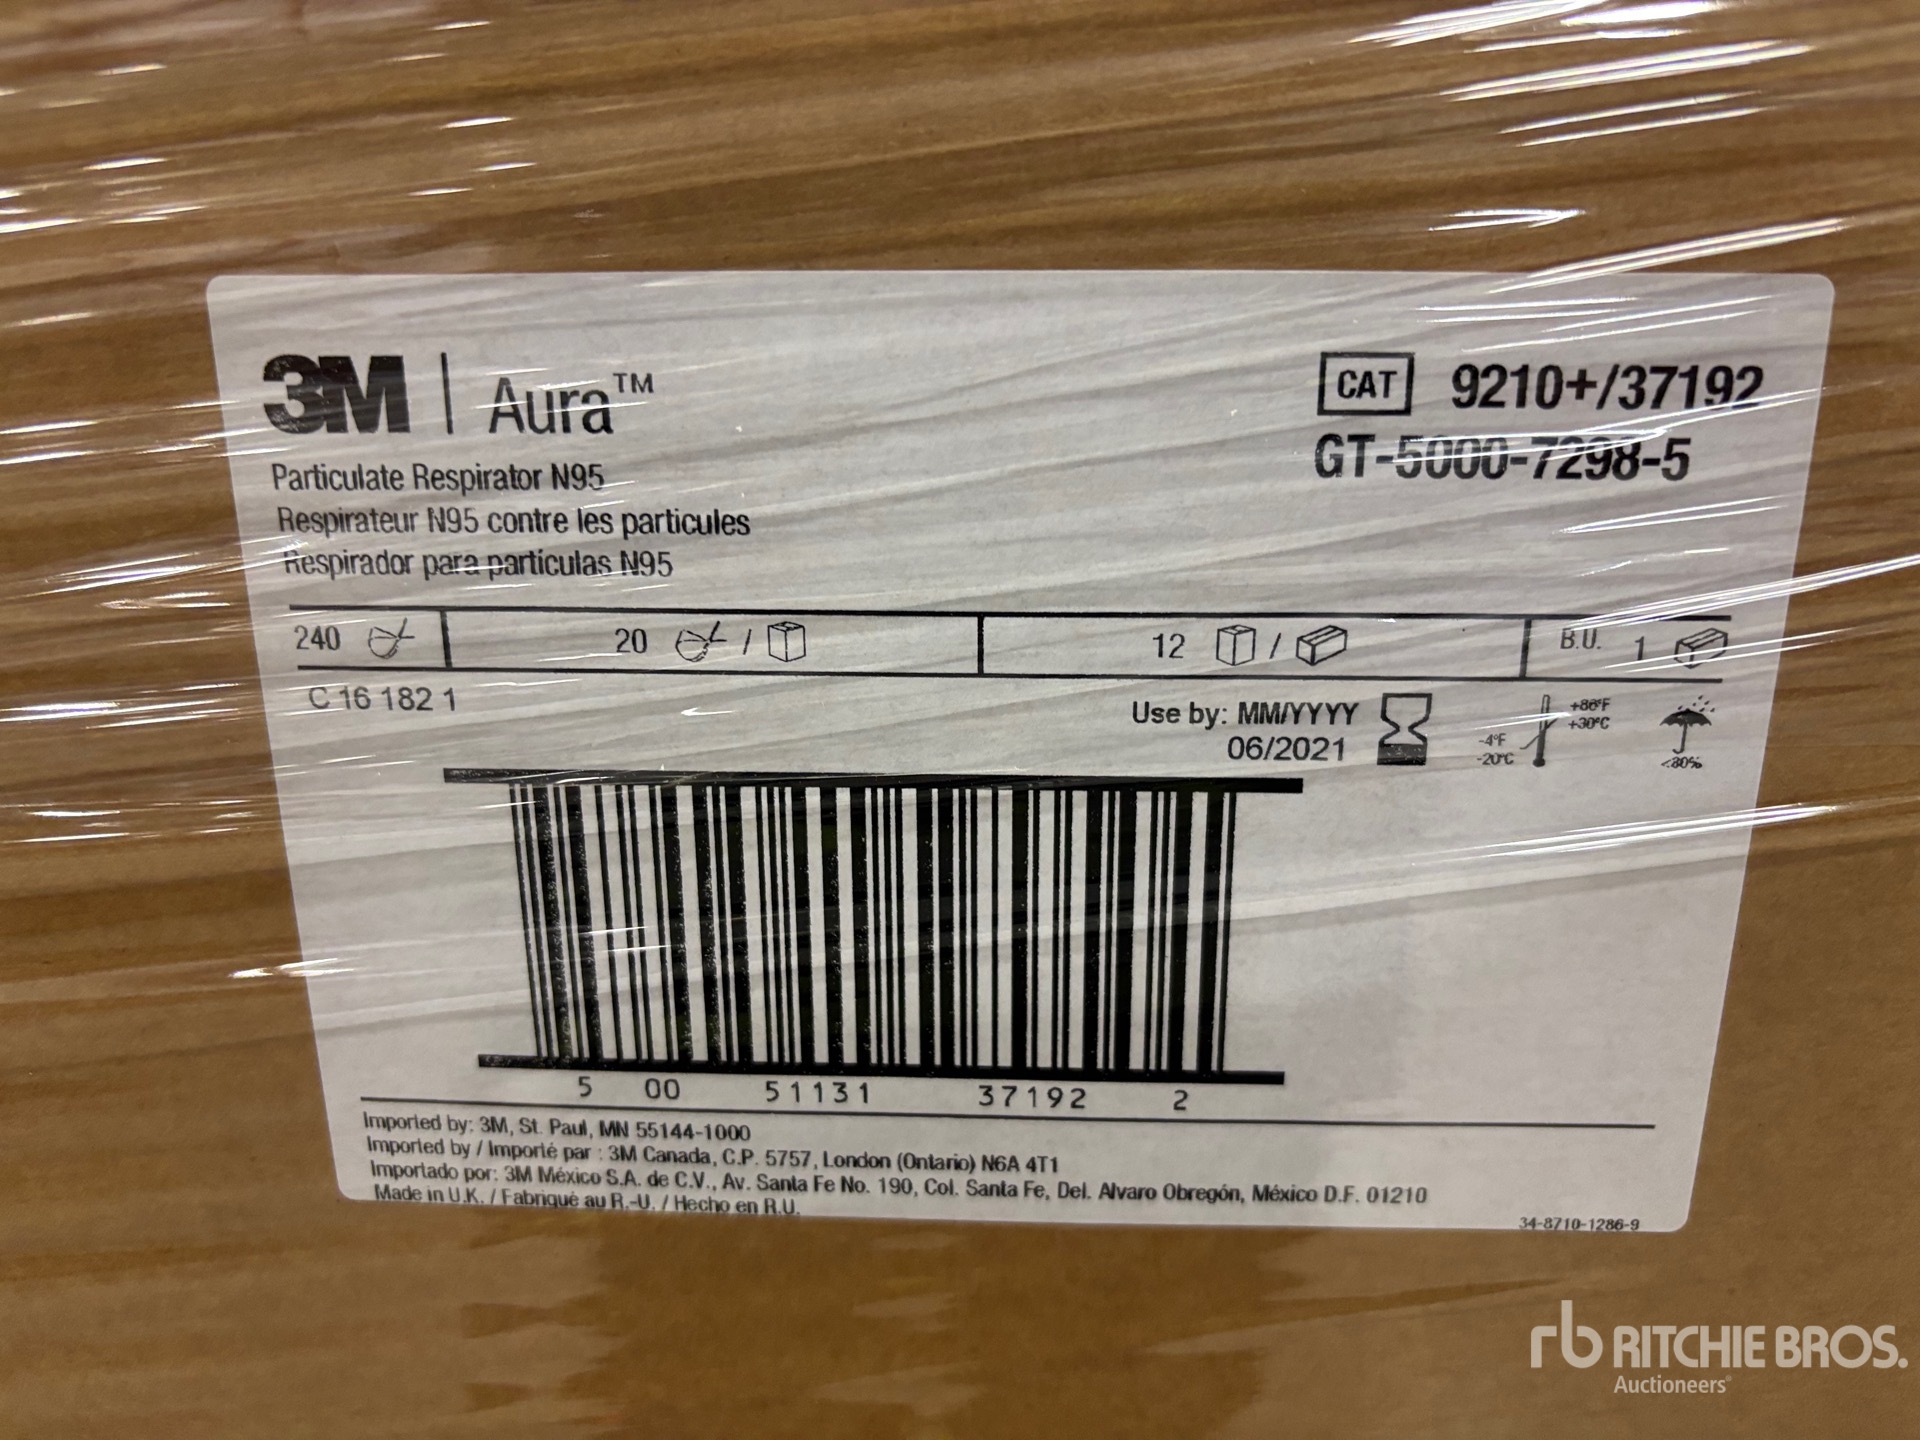 3M | Aura™
CAT 9210+/37192
GT-5000-7298-5
Particulate Respirator N95
Respirateur N95 contre les particules
Respirador para partículas N95
240 20 / 12 / B.U. 1
C 16 182 1
Use by: MM/YYYY
06/2021
+86°F
+30°C
-4°F
-20°C
<80%
5 00 51131 37192 2
Imported by: 3M, St. Paul, MN 55144-1000
Imported by / Importé par : 3M Canada, C.P. 5757, London (Ontario) N6A 4T1
Importado por: 3M México S.A. de C.V., Av. Santa Fe No. 190, Col. Santa Fe, Del. Alvaro Obregón, México D.F. 01210
Made in U.K. / Fabriqué au R.-U. / Hecho en R.U.
34-8710-1286-9
rb RITCHIE BROS.
Auctioneers